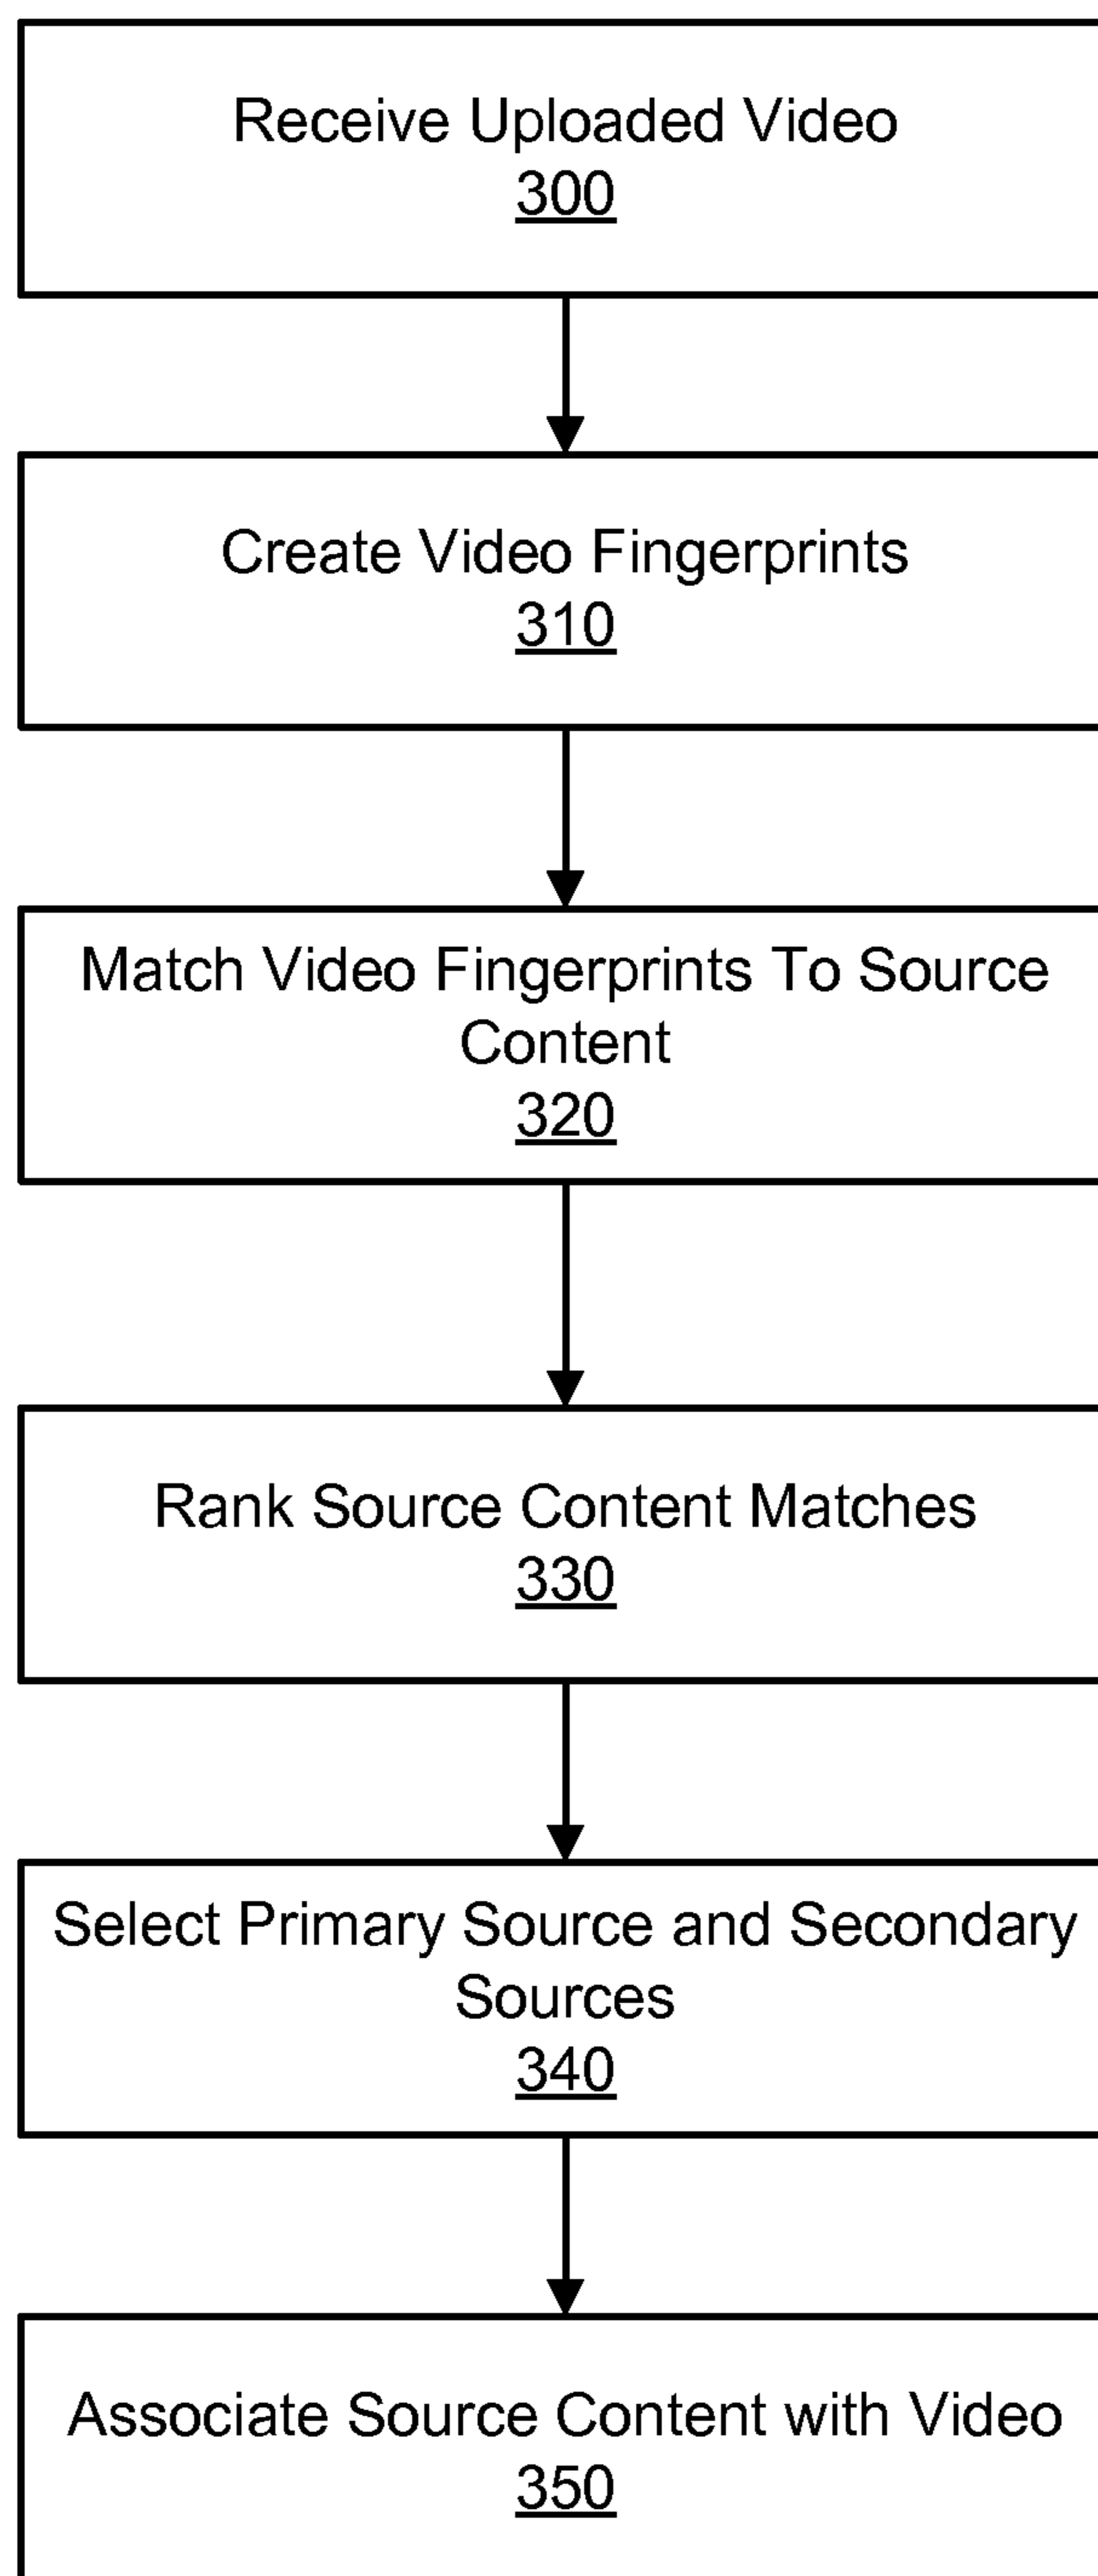 Receive Uploaded Video
300
Create Video Fingerprints
310
Match Video Fingerprints To Source
Content
320
Rank Source Content Matches
330
Select Primary Source and Secondary
Sources
340
Associate Source Content with Video
350